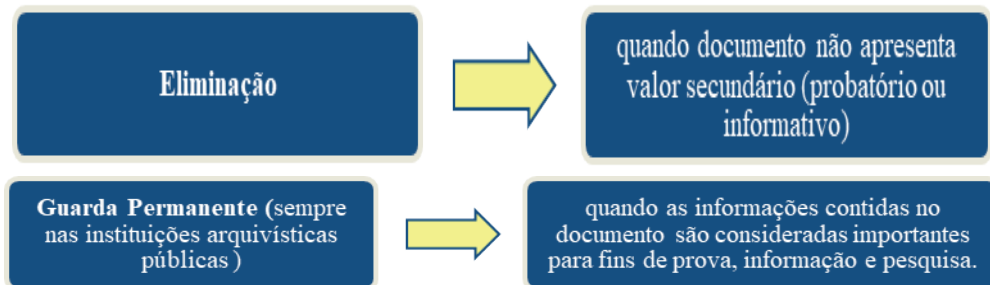 Eliminação
quando documento não apresenta
valor secundário (probatório ou
informativo)
Guarda Permanente (sempre
nas instituições arquivísticas
públicas )
quando as informações contidas no
documento são consideradas importantes
para fins de prova, informação e pesquisa.